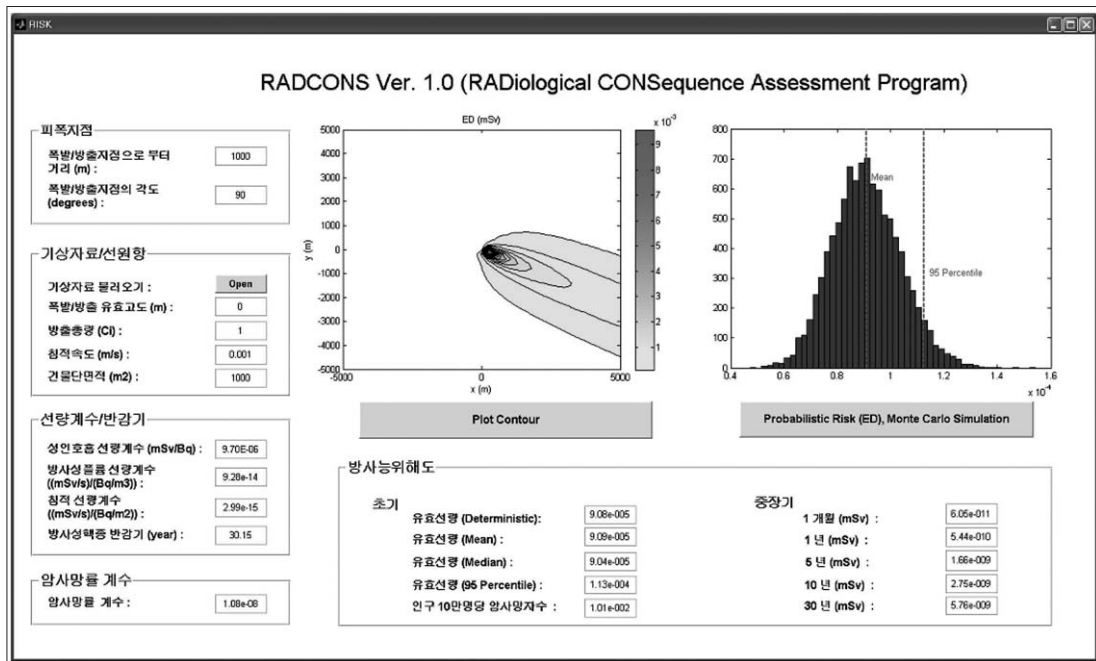 RISK
RADCONS Ver. 1.0 (RADiological CONSequence Assessment Program)
피폭지점
폭발/방출지점으로 부터
거리 (m) :
1000
폭발/방출지점의 각도
(degrees) :
90
기상자료/선원항
기상자료 불러오기 :
Open
폭발/방출 유효고도 (m) :
0
방출총량 (Ci) :
1
침적속도 (m/s) :
0.001
건물단면적 (m2) :
1000
선량계수/반감기
성인호흡 선량계수 (mSv/Bq) :
9.70E-06
방사성플룸 선량계수
((mSv/s)/(Bq/m3)) :
9.28e-14
침적 선량계수
((mSv/s)/(Bq/m2)) :
2.99e-15
방사성핵종 반감기 (year) :
30.15
암사망률 계수
암사망률 계수 :
1.08e-08
ED (mSv)
x 10^-3
5000
4000
3000
2000
1000
0
-1000
-2000
-3000
-4000
-5000
y (m)
-5000
0
5000
x (m)
9
8
7
6
5
4
3
2
1
Plot Contour
800
700
600
500
400
300
200
100
0
Mean
95 Percentile
0.4
0.6
0.8
1
1.2
1.4
1.6
x 10^-4
Probabilistic Risk (ED), Monte Carlo Simulation
방사능위해도
초기
유효선량 (Deterministic):
9.08e-005
유효선량 (Mean) :
9.09e-005
유효선량 (Median) :
9.04e-005
유효선량 (95 Percentile) :
1.13e-004
인구 10만명당 암사망자수 :
1.01e-002
중장기
1 개월 (mSv) :
6.05e-011
1 년 (mSv) :
5.44e-010
5 년 (mSv) :
1.66e-009
10 년 (mSv) :
2.75e-009
30 년 (mSv) :
5.76e-009